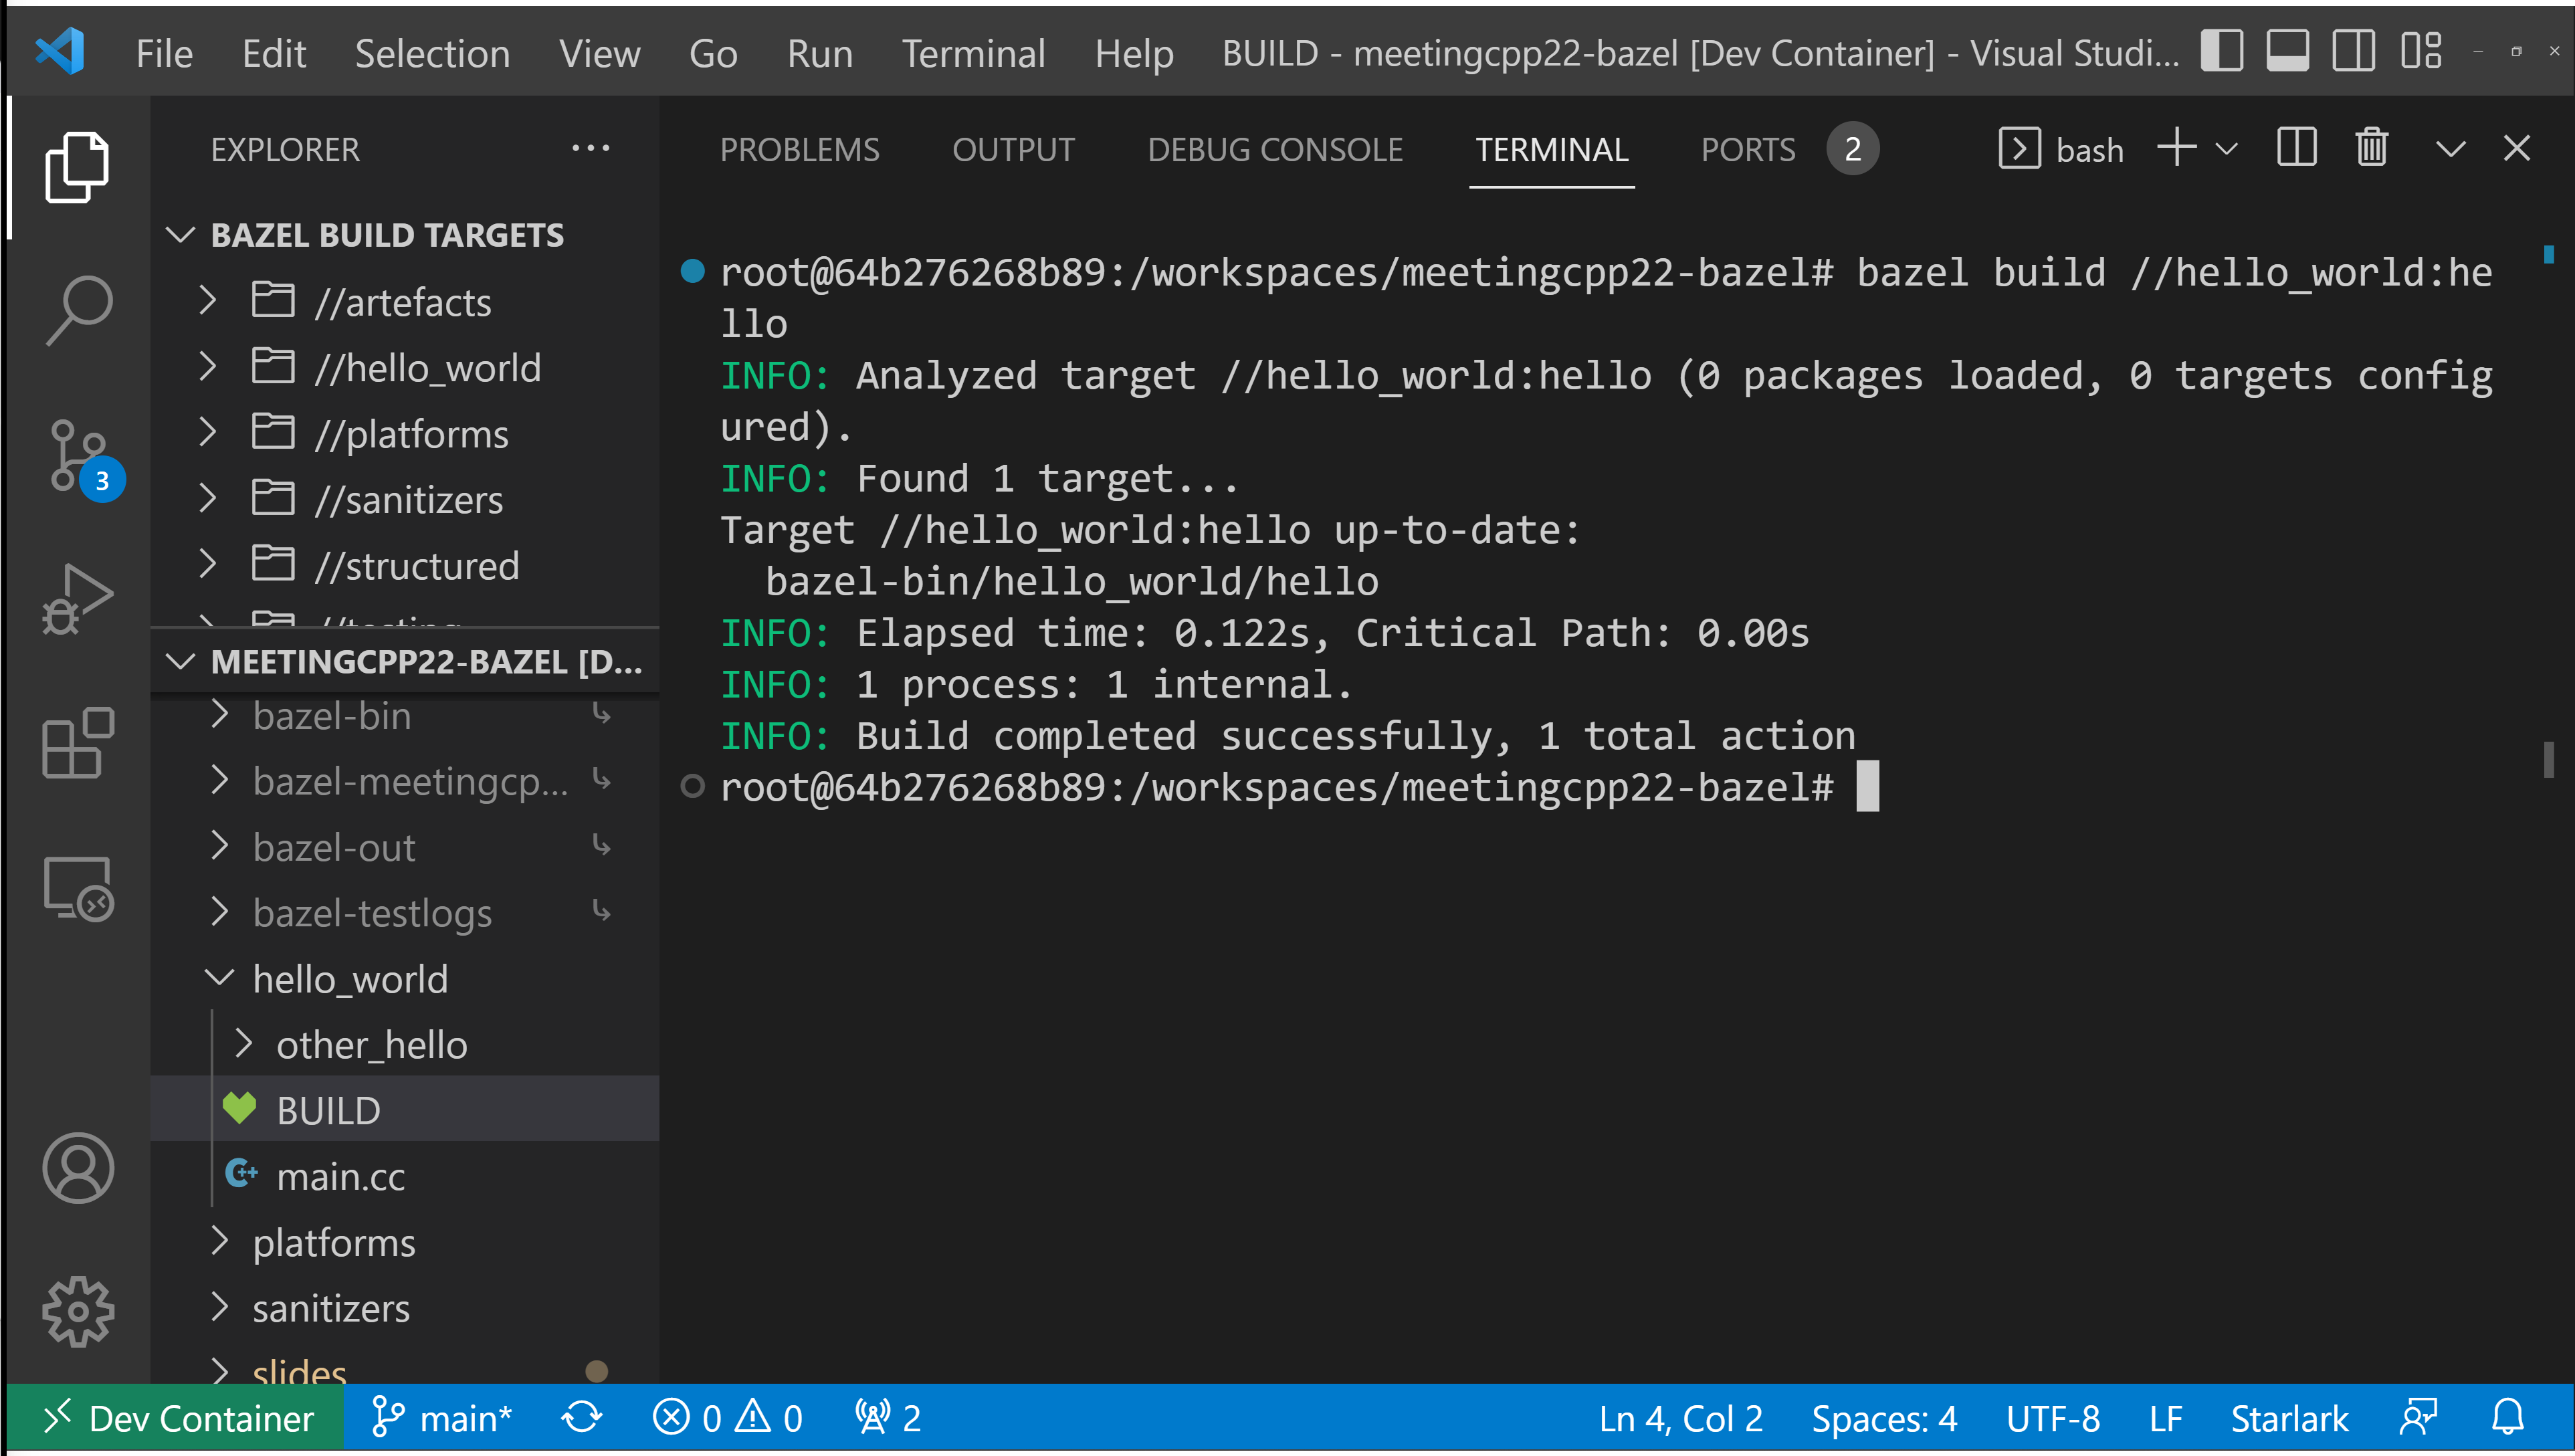 File Edit Selection View Go Run Terminal Help BUILD - meetingcpp22-bazel [Dev Container] - Visual Studi...
EXPLORER
BAZEL BUILD TARGETS
//artefacts
//hello_world
//platforms
//sanitizers
//structured
//testing
MEETINGCPP22-BAZEL [D...
bazel-bin
bazel-meetingcp...
bazel-out
bazel-testlogs
hello_world
other_hello
BUILD
main.cc
platforms
sanitizers
slides
3
PROBLEMS OUTPUT DEBUG CONSOLE TERMINAL PORTS 2 bash
root@64b276268b89:/workspaces/meetingcpp22-bazel# bazel build //hello_world:he
llo
INFO: Analyzed target //hello_world:hello (0 packages loaded, 0 targets config
ured).
INFO: Found 1 target...
Target //hello_world:hello up-to-date:
bazel-bin/hello_world/hello
INFO: Elapsed time: 0.122s, Critical Path: 0.00s
INFO: 1 process: 1 internal.
INFO: Build completed successfully, 1 total action
root@64b276268b89:/workspaces/meetingcpp22-bazel#
Dev Container main* 0 0 2 Ln 4, Col 2 Spaces: 4 UTF-8 LF Starlark